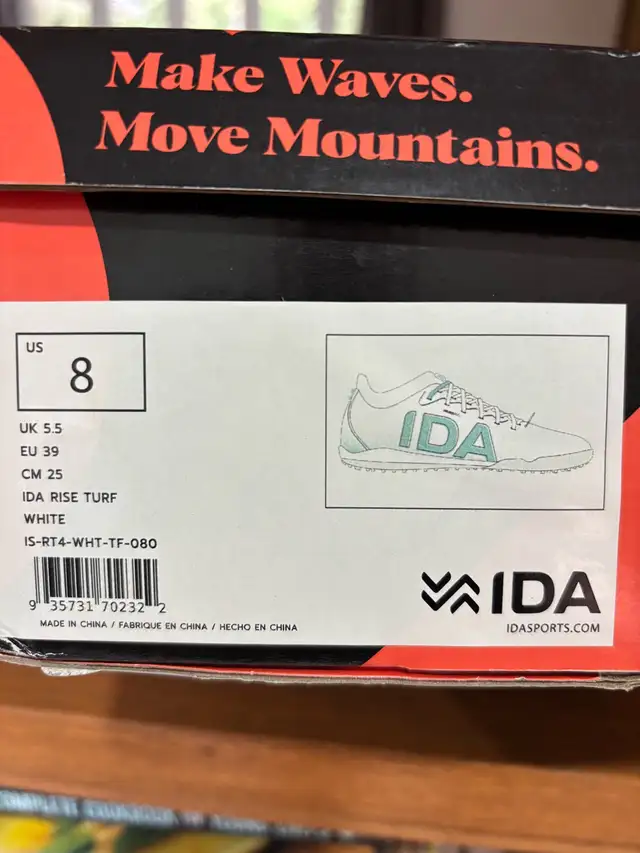 Make Waves.
Move Mountains.
US
8
UK 5.5
EU 39
CM 25
IDA RISE TURF
WHITE
IS-RT4-WHT-TF-080
9 35731 70232 2
MADE IN CHINA / FABRIQUE EN CHINA / HECHO EN CHINA
IDA
IDA
IDASPORTS.COM